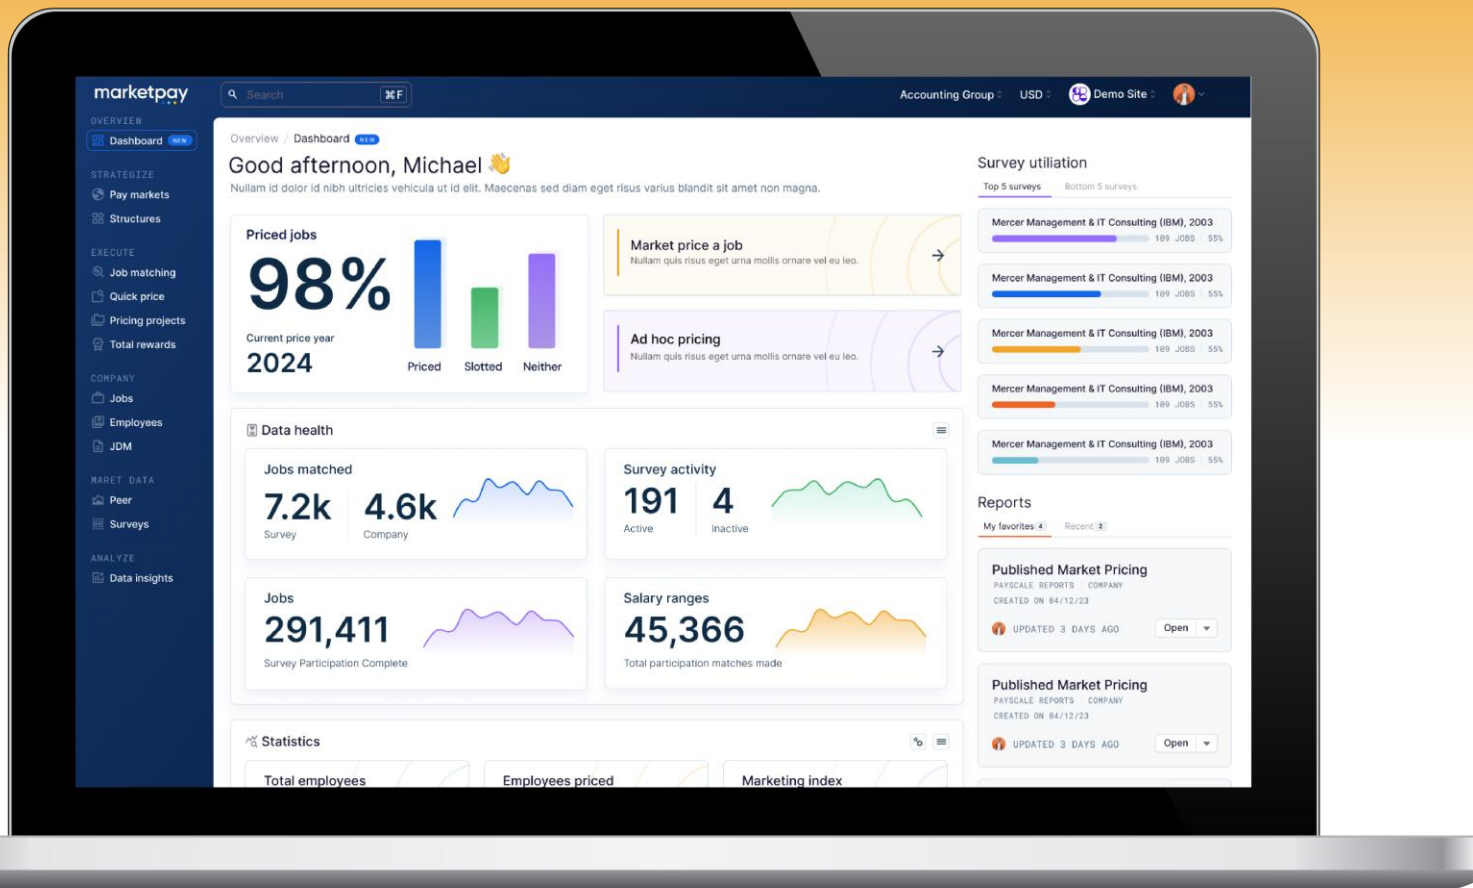 marketpay
Search
⌘ F
Accounting Group
USD
Demo Site
OVERVIEW
Dashboard NEW
STRATEGIZE
Pay markets
Structures
EXECUTE
Job matching
Quick price
Pricing projects
Total rewards
COMPANY
Jobs
Employees
JDM
MARET DATA
Peer
Surveys
ANALYZE
Data insights
Overview / Dashboard NEW
Good afternoon, Michael 👋
Nullam id dolor id nibh ultricies vehicula ut id elit. Maecenas sed diam eget risus varius blandit sit amet non magna.
Priced jobs
98%
Current price year
2024
Priced
Slotted
Neither
Market price a job
Nullam quis risus eget urna mollis ornare vel eu leo.
Ad hoc pricing
Nullam quis risus eget urna mollis ornare vel eu leo.
Data health
Jobs matched
7.2k 4.6k
Survey Company
Survey activity
191 4
Active Inactive
Jobs
291,411
Survey Participation Complete
Salary ranges
45,366
Total participation matches made
Statistics
Total employees
Employees priced
Marketing index
Survey utiliation
Top 5 surveys Bottom 5 surveys
Mercer Management & IT Consulting (IBM), 2003
109 JOBS 55%
Mercer Management & IT Consulting (IBM), 2003
109 JOBS 55%
Mercer Management & IT Consulting (IBM), 2003
109 JOBS 55%
Mercer Management & IT Consulting (IBM), 2003
109 JOBS 55%
Mercer Management & IT Consulting (IBM), 2003
109 JOBS 55%
Reports
My favorites 4 Recent 2
Published Market Pricing
PAYSCALE REPORTS COMPANY
CREATED ON 04/12/23
UPDATED 3 DAYS AGO Open
Published Market Pricing
PAYSCALE REPORTS COMPANY
CREATED ON 04/12/23
UPDATED 3 DAYS AGO Open